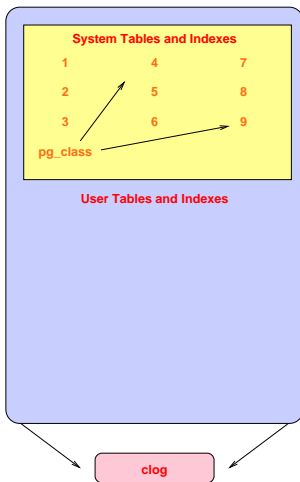 System Tables and Indexes
1 4 7
2 5 8
3 6 9
pg_class
User Tables and Indexes
clog